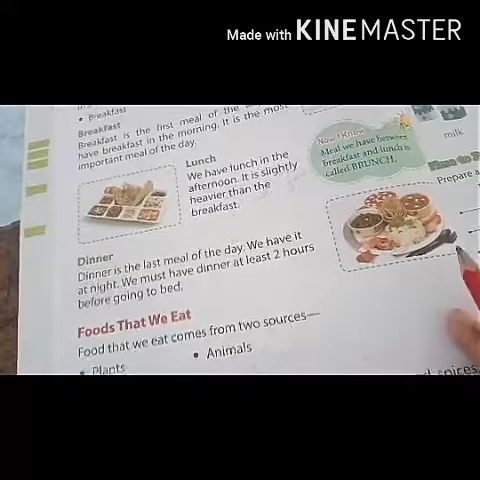 Made with KINEMASTER
• Breakfast
Breakfast
Breakfast is the first meal of the
have breakfast in the morning. It is the most
important meal of the day.
Lunch
We have lunch in the
afternoon. It is slightly
heavier than the
breakfast.
Dinner
Dinner is the last meal of the day. We have it
at night. We must have dinner at least 2 hours
before going to bed.
Foods That We Eat
Food that we eat comes from two sources—
• Plants
• Animals
Now I Know
Meal we have between
breakfast and lunch is
called BRUNCH.
milk
Prepare a
spices